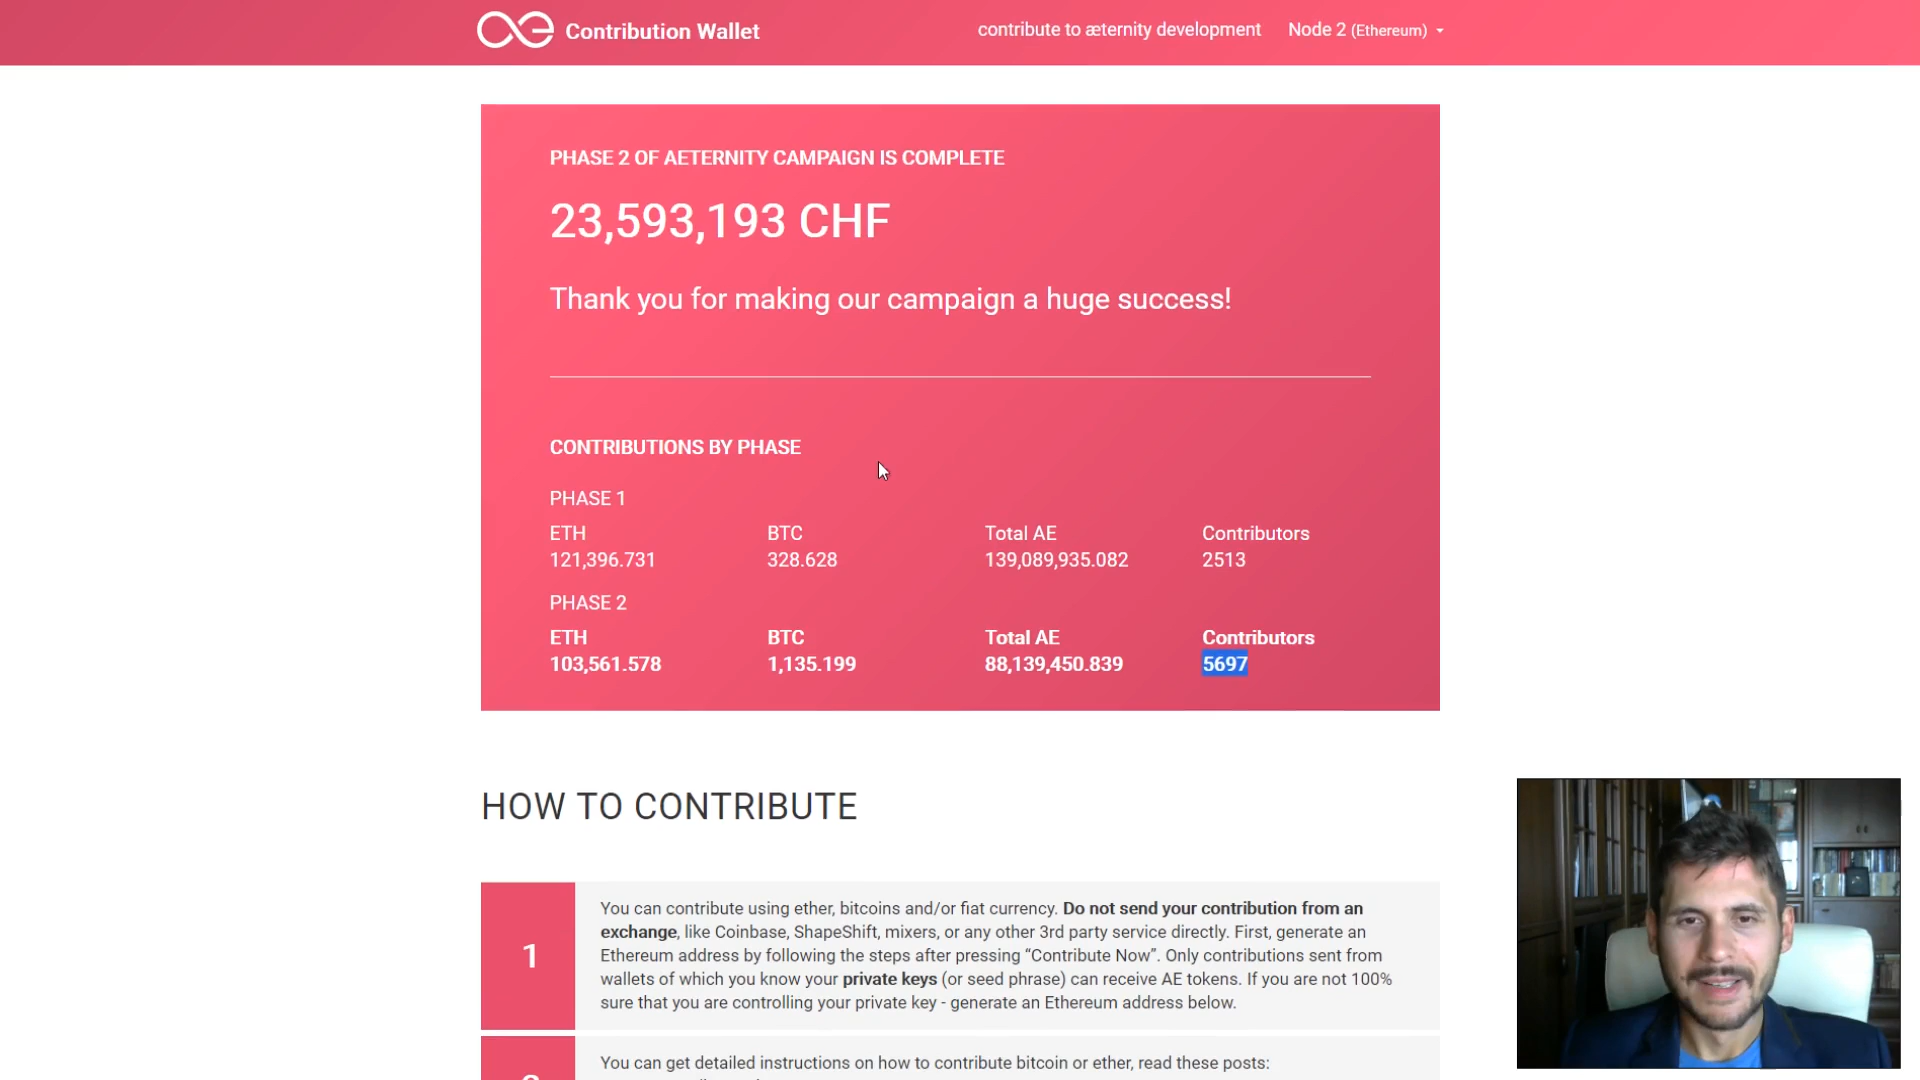 Contribution Wallet
contribute to æternity development
Node 2 (Ethereum)
PHASE 2 OF AETERNITY CAMPAIGN IS COMPLETE
23,593,193 CHF
Thank you for making our campaign a huge success!
CONTRIBUTIONS BY PHASE
PHASE 1
ETH BTC Total AE Contributors
121,396.731 328.628 139,089,935.082 2513
PHASE 2
ETH BTC Total AE Contributors
103,561.578 1,135.199 88,139,450.839 5697
HOW TO CONTRIBUTE
1
You can contribute using ether, bitcoins and/or fiat currency. Do not send your contribution from an
exchange, like Coinbase, ShapeShift, mixers, or any other 3rd party service directly. First, generate an
Ethereum address by following the steps after pressing “Contribute Now”. Only contributions sent from
wallets of which you know your private keys (or seed phrase) can receive AE tokens. If you are not 100%
sure that you are controlling your private key - generate an Ethereum address below.
You can get detailed instructions on how to contribute bitcoin or ether, read these posts: